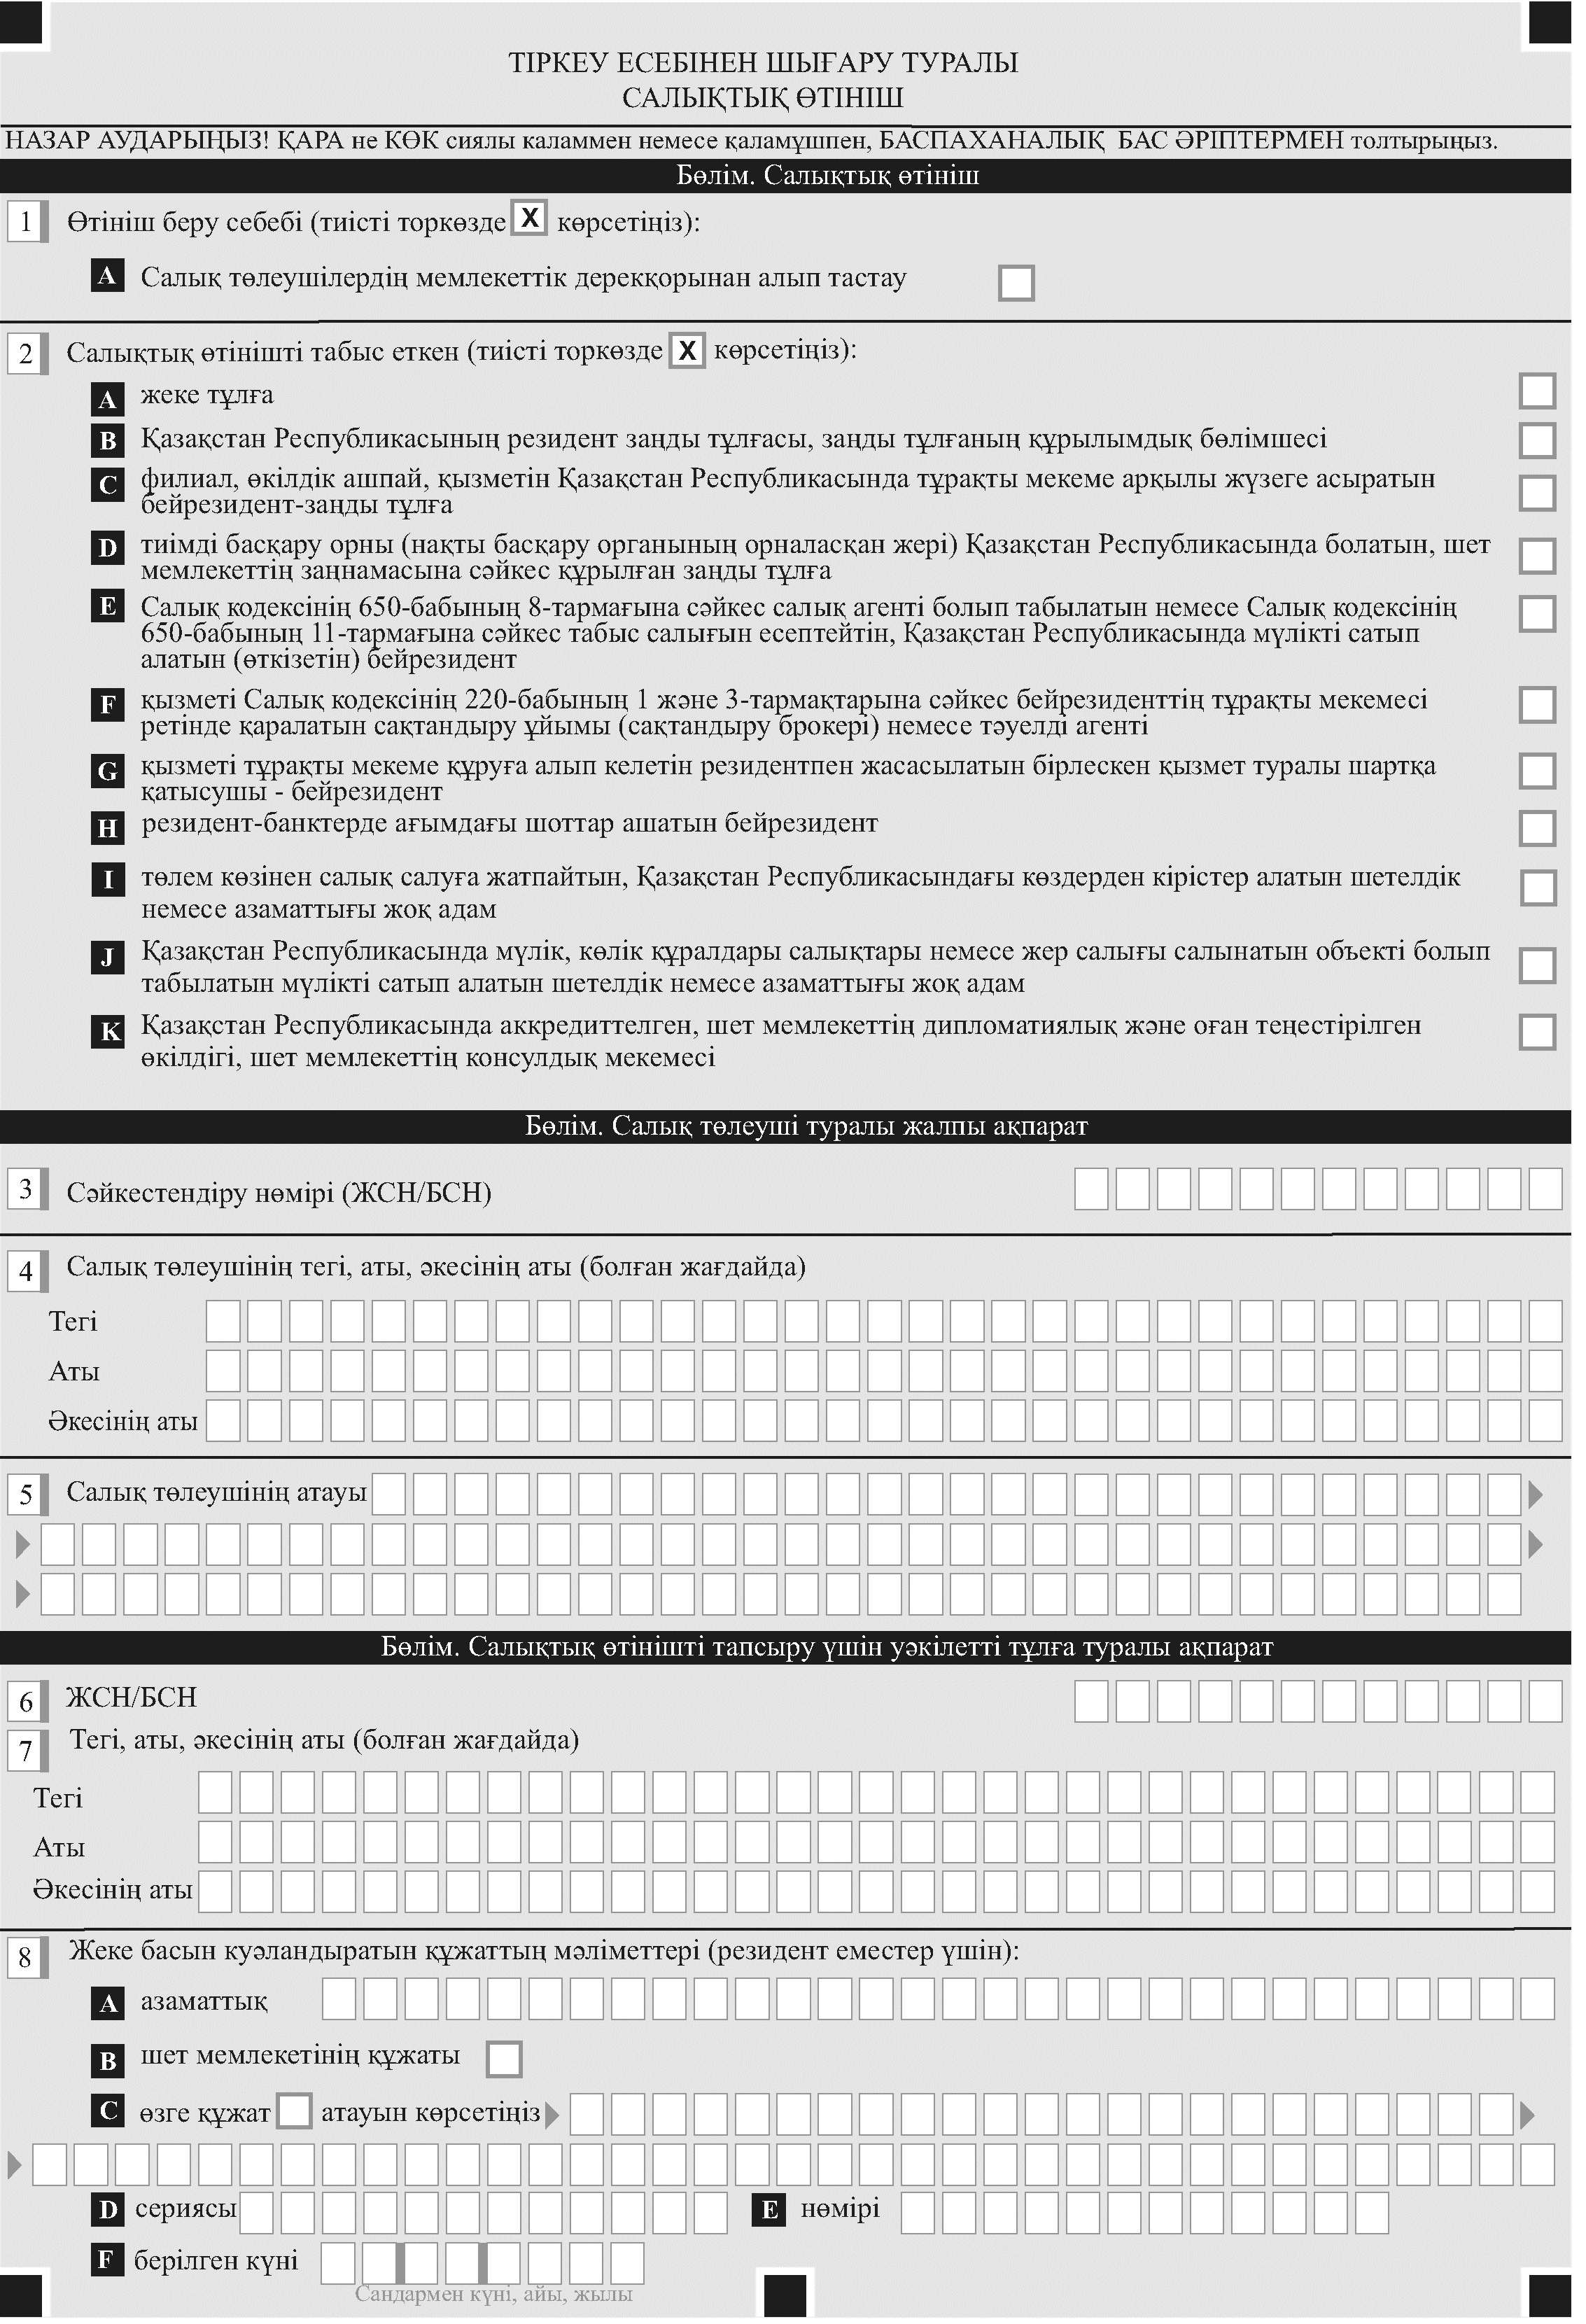 ТІРКЕУ ЕСЕБІНЕН ШЫҒАРУ ТУРАЛЫ
САЛЫҚТЫҚ ӨТІНІШ
НАЗАР АУДАРЫҢЫЗ! ҚАРА не КӨК сиялы каламмен немесе қаламұшпен, БАСПАХАНАЛЫҚ БАС ӘРІПТЕРМЕН толтырыңыз.
Бөлім. Салықтық өтініш
1 Өтініш беру себебі (тиісті торкөзде X көрсетіңіз):
A Салық төлеушілердің мемлекеттік дерекқорынан алып тастау
2 Салықтық өтінішті табыс еткен (тиісті торкөзде X көрсетіңіз):
A жеке тұлға
B Қазақстан Республикасының резидент заңды тұлғасы, заңды тұлғаның құрылымдық бөлімшесі
C филиал, өкілдік ашпай, қызметін Қазақстан Республикасында тұрақты мекеме арқылы жүзеге асыратын
бейрезидент-заңды тұлға
D тиімді басқару орны (нақты басқару органының орналасқан жері) Қазақстан Республикасында болатын, шет
мемлекеттің заңнамасына сәйкес құрылған заңды тұлға
E Салық кодексінің 650-бабының 8-тармағына сәйкес салық агенті болып табылатын немесе Салық кодексінің
650-бабының 11-тармағына сәйкес табыс салығын есептейтін, Қазақстан Республикасында мүлікті сатып
алатын (өткізетін) бейрезидент
F қызметі Салық кодексінің 220-бабының 1 және 3-тармақтарына сәйкес бейрезиденттің тұрақты мекемесі
ретінде қаралатын сақтандыру ұйымы (сақтандыру брокері) немесе тәуелді агенті
G қызметі тұрақты мекеме құруға алып келетін резидентпен жасасылатын бірлескен қызмет туралы шартқа
қатысушы - бейрезидент
H резидент-банктерде ағымдағы шоттар ашатын бейрезидент
I төлем көзінен салық салуға жатпайтын, Қазақстан Республикасындағы көздерден кірістер алатын шетелдік
немесе азаматтығы жоқ адам
J Қазақстан Республикасында мүлік, көлік құралдары салықтары немесе жер салығы салынатын объекті болып
табылатын мүлікті сатып алатын шетелдік немесе азаматтығы жоқ адам
K Қазақстан Республикасында аккредиттелген, шет мемлекеттің дипломатиялық және оған теңестірілген
өкілдігі, шет мемлекеттің консулдық мекемесі
Бөлім. Салық төлеуші туралы жалпы ақпарат
3 Сәйкестендіру нөмірі (ЖСН/БСН)
4 Салық төлеушінің тегі, аты, әкесінің аты (болған жағдайда)
Тегі
Аты
Әкесінің аты
5 Салық төлеушінің атауы
Бөлім. Салықтық өтінішті тапсыру үшін уәкілетті тұлға туралы ақпарат
6 ЖСН/БСН
7 Тегі, аты, әкесінің аты (болған жағдайда)
Тегі
Аты
Әкесінің аты
8 Жеке басын куәландыратын құжаттың мәліметтері (резидент еместер үшін):
A азаматтық
B шет мемлекетінің құжаты
C өзге құжат атауын көрсетіңіз
D сериясы E нөмірі
F берілген күні
Сандармен күні, айы, жылы